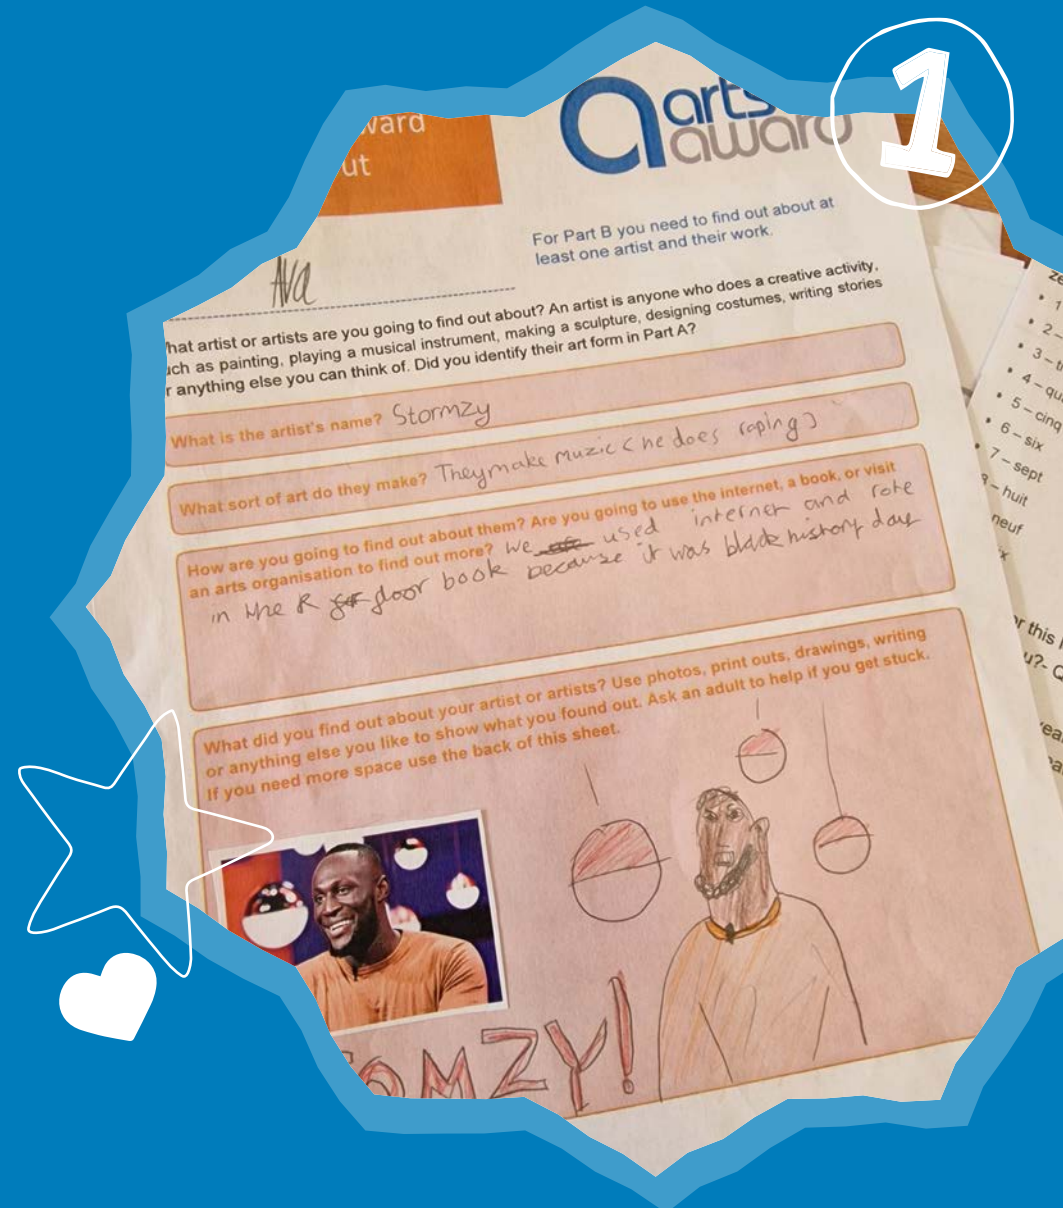 1
ward
ut
arts
award
For Part B you need to find out about at
least one artist and their work.
Ava
hat artist or artists are you going to find out about? An artist is anyone who does a creative activity,
uch as painting, playing a musical instrument, making a sculpture, designing costumes, writing stories
r anything else you can think of. Did you identify their art form in Part A?
What is the artist's name? Stormzy
What sort of art do they make? They make muzic ( he does raping )
How are you going to find out about them? Are you going to use the internet, a book, or visit
an arts organisation to find out more? we used internet and rote
in the R floor book because it was black history day
What did you find out about your artist or artists? Use photos, print outs, drawings, writing
or anything else you like to show what you found out. Ask an adult to help if you get stuck.
If you need more space use the back of this sheet.
OMZY!
• 1
• 2 –
• 3 – t
• 4 – qu
• 5 – cinq
• 6 – six
• 7 – sept
– huit
neuf
r this
u?-